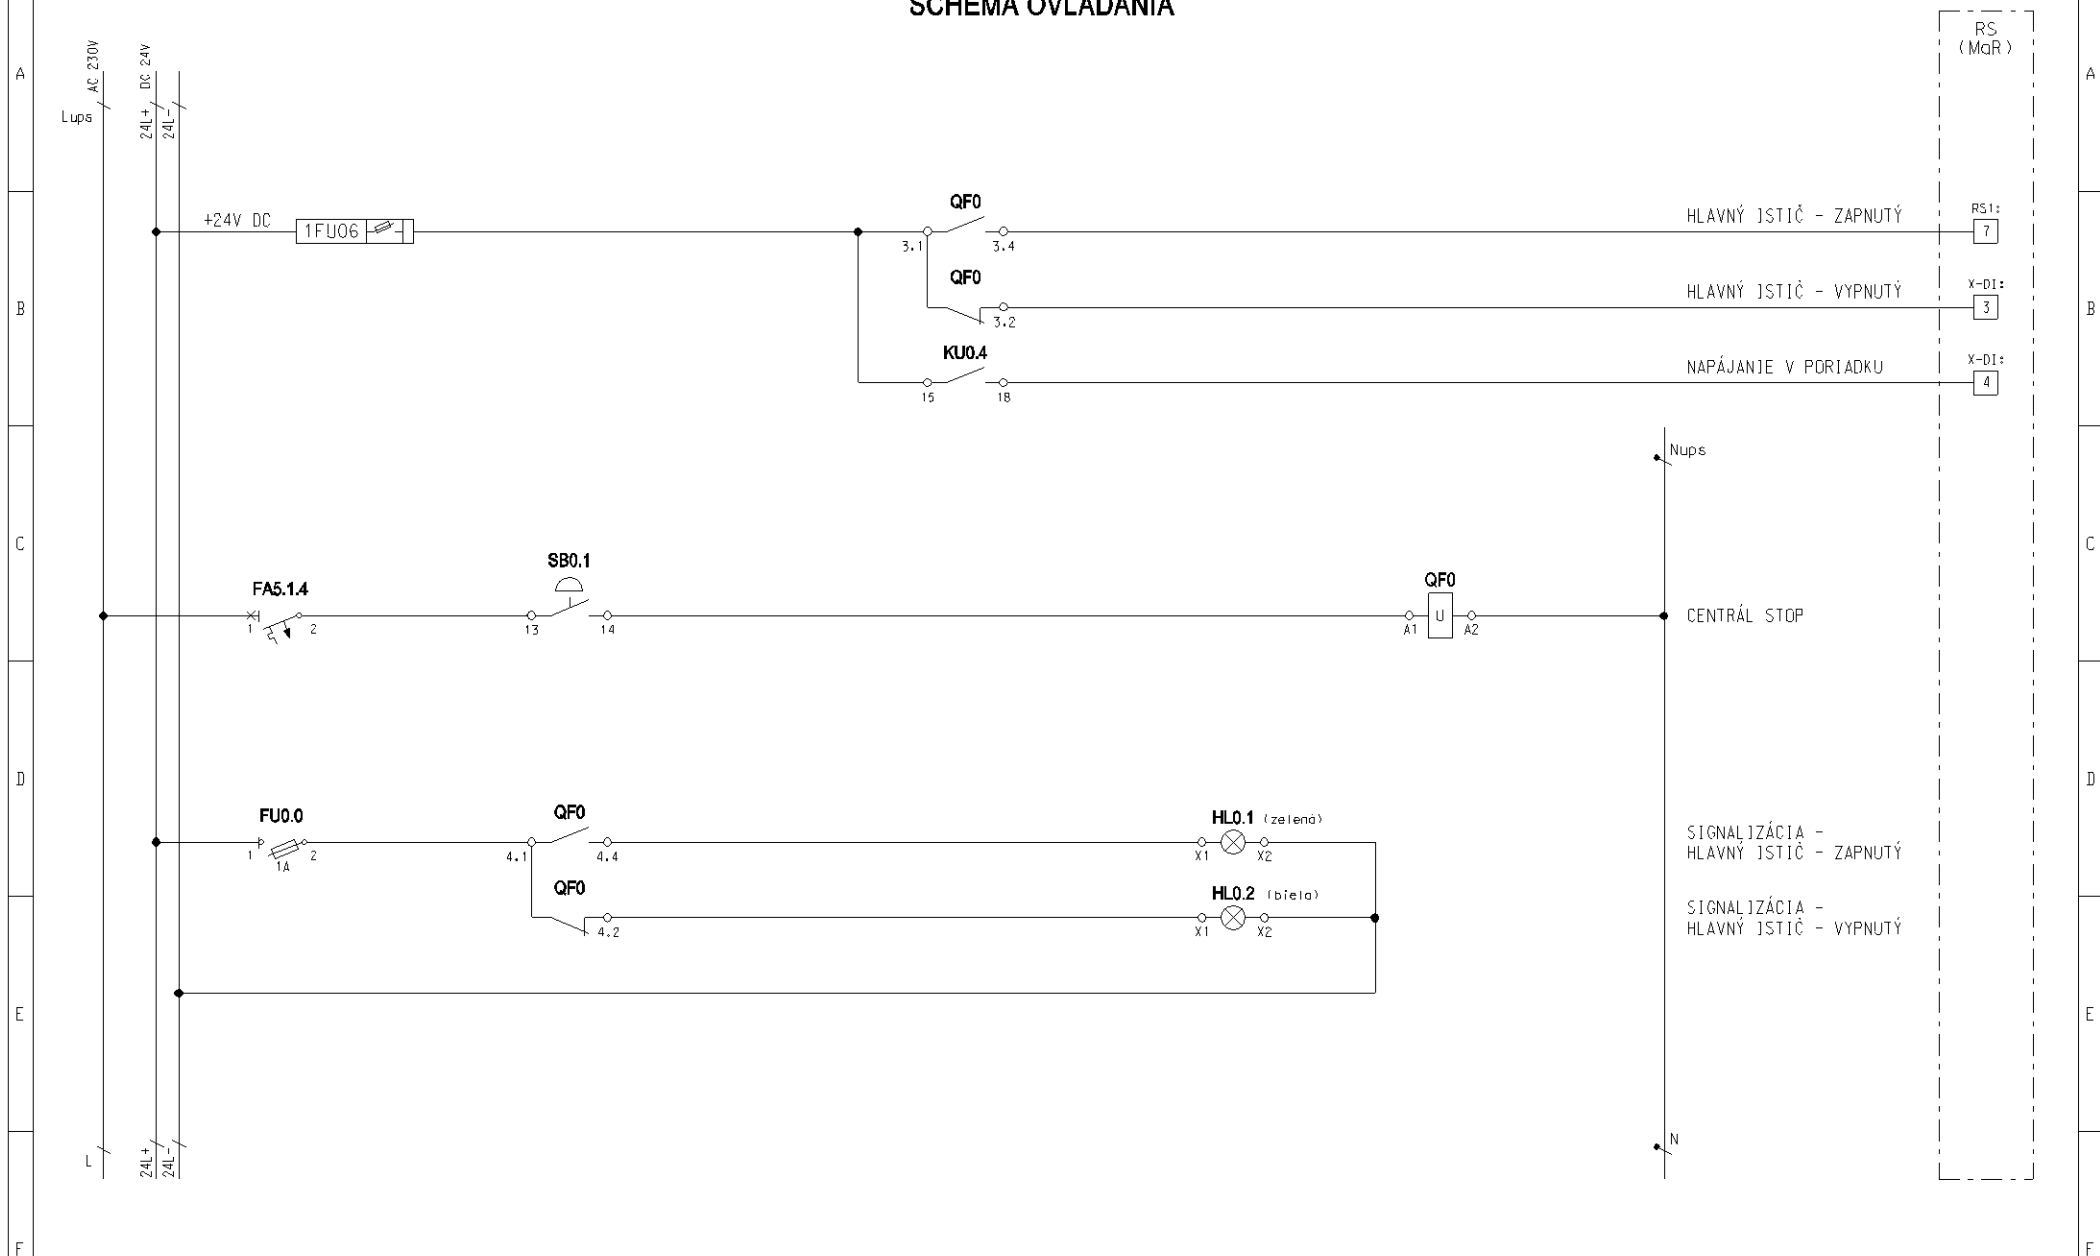 SCHÉMA OVLÁDANIA
A
A
AC 230V
DC 24V
Lups
24L+
24L-
RS
(MaR)
+24V DC
1FU06
QF0
3.1
3.4
HLAVNÝ ISTIČ - ZAPNUTÝ
RS1:
7
B
B
QF0
3.2
HLAVNÝ ISTIČ - VYPNUTÝ
X-DI:
3
KU0.4
15
18
NAPÁJANIE V PORIADKU
X-DI:
4
Nups
C
C
FA5.1.4
1
2
SB0.1
13
14
QF0
A1
U
A2
CENTRÁL STOP
D
D
FU0.0
1
2
1A
QF0
4.1
4.4
HL0.1 (zelená)
X1
X2
SIGNALIZÁCIA -
HLAVNÝ ISTIČ - ZAPNUTÝ
QF0
4.2
HL0.2 (biela)
X1
X2
SIGNALIZÁCIA -
HLAVNÝ ISTIČ - VYPNUTÝ
E
E
L
24L+
24L-
N
F
F